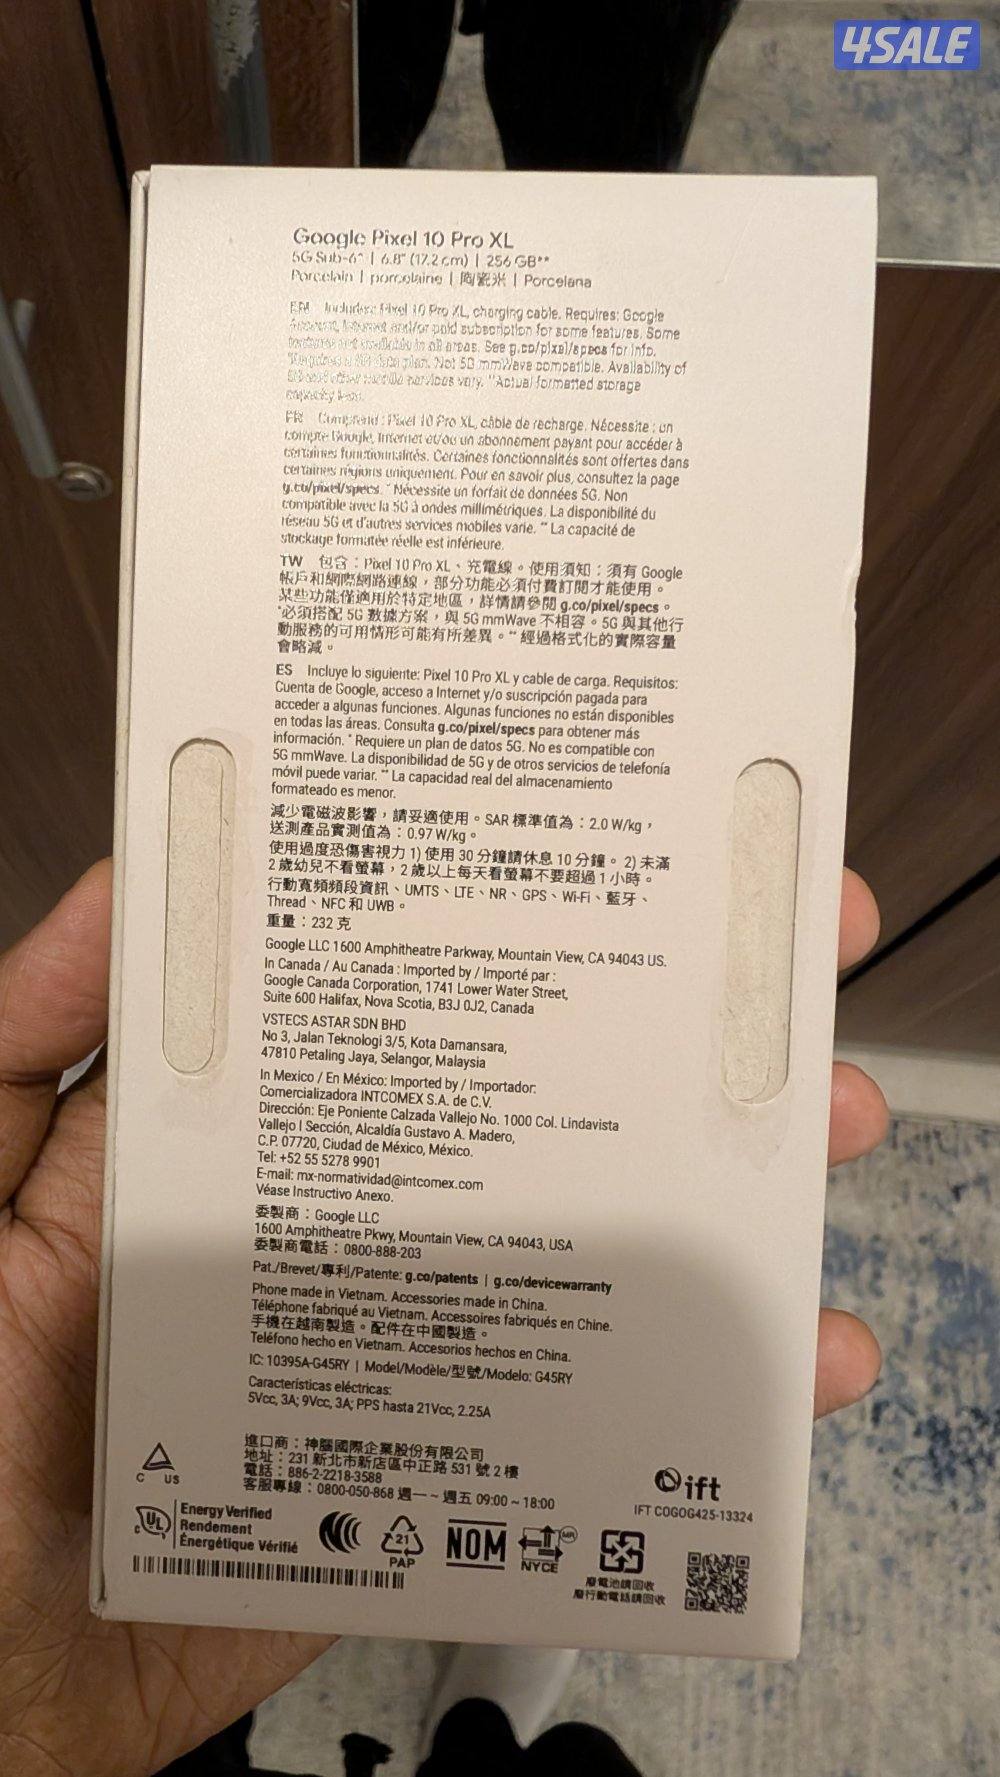 4SALE
Google Pixel 10 Pro XL
5G Sub-6^ | 6.8" (17.2 cm) | 256 GB**
Porcelain | porcelaine | 陶瓷米 | Porcelana
EN Includes: Pixel 10 Pro XL, charging cable. Requires: Google
Account, Internet and/or paid subscription for some features. Some
features not available in all areas. See g.co/pixel/specs for info.
*Requires a 5G data plan. Not 5G mmWave compatible. Availability of
5G and other mobile services vary. **Actual formatted storage
capacity less.
FR Comprend : Pixel 10 Pro XL, câble de recharge. Nécessite : un
compte Google, Internet et/ou un abonnement payant pour accéder à
certaines fonctionnalités. Certaines fonctionnalités sont offertes dans
certaines régions uniquement. Pour en savoir plus, consultez la page
g.co/pixel/specs. * Nécessite un forfait de données 5G. Non
compatible avec la 5G à ondes millimétriques. La disponibilité du
réseau 5G et d'autres services mobiles varie. ** La capacité de
stockage formatée réelle est inférieure.
TW 包含：Pixel 10 Pro XL、充電線。使用須知：須有 Google
帳戶和網際網路連線，部分功能必須付費訂閱才能使用。
某些功能僅適用於特定地區，詳情請參閱 g.co/pixel/specs。
*必須搭配 5G 數據方案，與 5G mmWave 不相容。5G 與其他行
動服務的可用情形可能有所差異。** 經過格式化的實際容量
會略減。
ES Incluye lo siguiente: Pixel 10 Pro XL y cable de carga. Requisitos:
Cuenta de Google, acceso a Internet y/o suscripción pagada para
acceder a algunas funciones. Algunas funciones no están disponibles
en todas las áreas. Consulta g.co/pixel/specs para obtener más
información. * Requiere un plan de datos 5G. No es compatible con
5G mmWave. La disponibilidad de 5G y de otros servicios de telefonía
móvil puede variar. ** La capacidad real del almacenamiento
formateado es menor.
減少電磁波影響，請妥適使用。SAR 標準值為：2.0 W/kg，
送測產品實測值為：0.97 W/kg。
使用過度恐傷害視力 1) 使用 30 分鐘請休息 10 分鐘。 2) 未滿
2 歲幼兒不看螢幕，2 歲以上每天看螢幕不要超過 1 小時。
行動寬頻頻段資訊、UMTS、LTE、NR、GPS、Wi-Fi、藍牙、
Thread、NFC 和 UWB。
重量：232 克
Google LLC 1600 Amphitheatre Parkway, Mountain View, CA 94043 US.
In Canada / Au Canada : Imported by / Importé par :
Google Canada Corporation, 1741 Lower Water Street,
Suite 600 Halifax, Nova Scotia, B3J 0J2, Canada
VSTECS ASTAR SDN BHD
No 3, Jalan Teknologi 3/5, Kota Damansara,
47810 Petaling Jaya, Selangor, Malaysia
In Mexico / En México: Imported by / Importador:
Comercializadora INTCOMEX S.A. de C.V.
Dirección: Eje Poniente Calzada Vallejo No. 1000 Col. Lindavista
Vallejo I Sección, Alcaldía Gustavo A. Madero,
C.P. 07720, Ciudad de México, México.
Tel: +52 55 5278 9901
E-mail: mx-normatividad@intcomex.com
Véase Instructivo Anexo.
委製商：Google LLC
1600 Amphitheatre Pkwy, Mountain View, CA 94043, USA
委製商電話：0800-888-203
Pat./Brevet/專利/Patente: g.co/patents | g.co/devicewarranty
Phone made in Vietnam. Accessories made in China.
Téléphone fabriqué au Vietnam. Accessoires fabriqués en Chine.
手機在越南製造。配件在中國製造。
Teléfono hecho en Vietnam. Accesorios hechos en China.
IC: 10395A-G45RY | Model/Modèle/型號/Modelo: G45RY
Características eléctricas:
5Vcc, 3A; 9Vcc, 3A; PPS hasta 21Vcc, 2.25A
進口商：神腦國際企業股份有限公司
地址：231 新北市新店區中正路 531 號 2 樓
電話：886-2-2218-3588
客服專線：0800-050-868 週一 ~ 週五 09:00 ~ 18:00
C US
ift
IFT COGOG425-13324
c UL Energy Verified
Rendement
Énergétique Vérifié
21
PAP
NOM
MR
NYCE
廢電池請回收
廢行動電話請回收